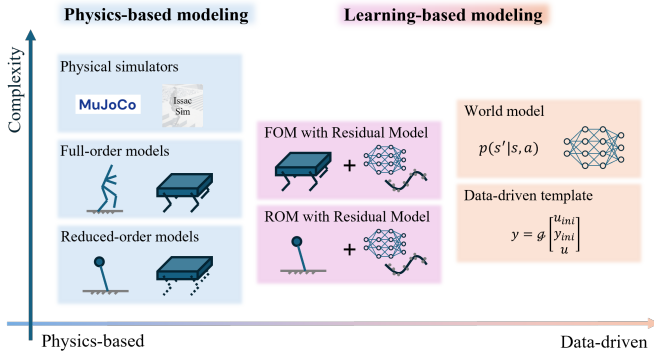 Physics-based modeling
Learning-based modeling
Complexity
Physical simulators
MuJoCo
Issac
Sim
Full-order models
Reduced-order models
FOM with Residual Model
+
ROM with Residual Model
+
World model
p(s'|s, a)
Data-driven template
y = g [u_ini y_ini u]
Physics-based
Data-driven